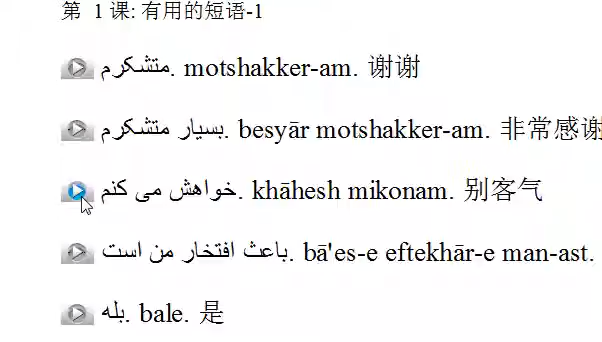 第 1 课: 有用的短语-1
متشکرم. motshakker-am. 谢谢
بسیار متشکرم. besyār motshakker-am. 非常感谢
خواهش می کنم. khāhesh mikonam. 别客气
باعث افتخار من است. bā'es-e eftekhār-e man-ast.
بله. bale. 是